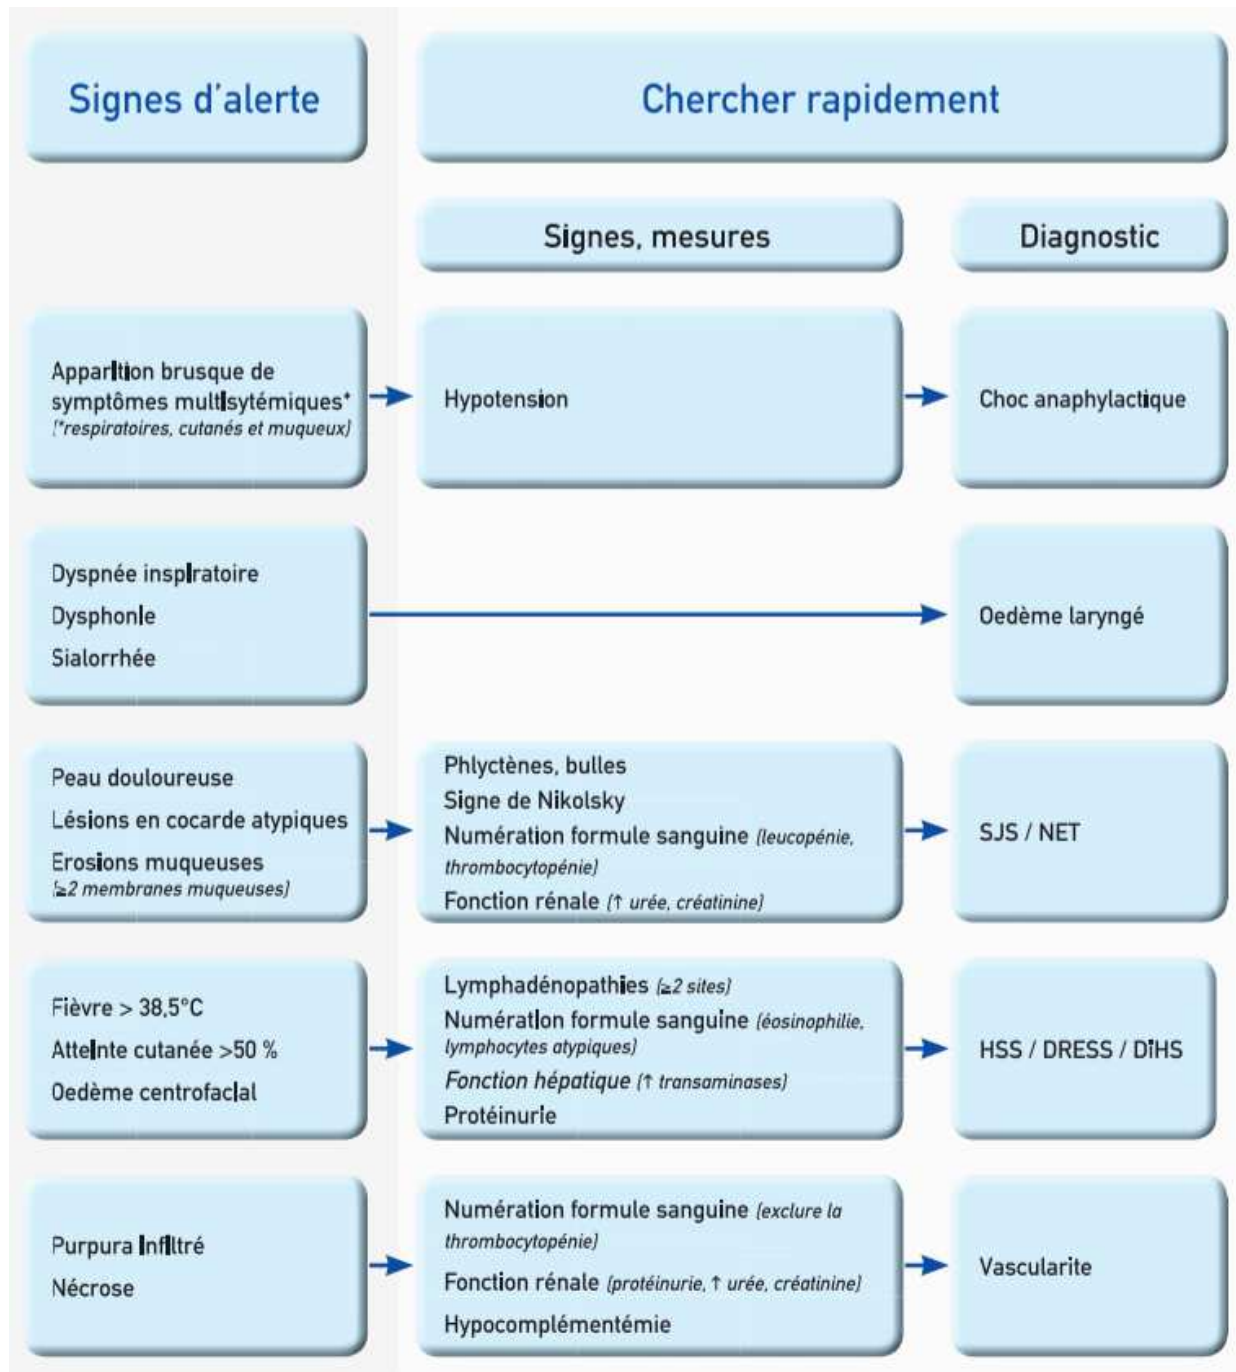 Signes d'alerte
Chercher rapidement
Signes, mesures
Diagnostic
Apparition brusque de
symptômes multisytémiques*
(*respiratoires, cutanés et muqueux)
Hypotension
Choc anaphylactique
Dyspnée inspiratoire
Dysphonie
Sialorrhée
Oedème laryngé
Peau douloureuse
Lésions en cocarde atypiques
Erosions muqueuses
(≥2 membranes muqueuses)
Phlyctènes, bulles
Signe de Nikolsky
Numération formule sanguine (leucopénie,
thrombocytopénie)
Fonction rénale (↑ urée, créatinine)
SJS / NET
Fièvre > 38,5°C
Atteinte cutanée >50 %
Oedème centrofacial
Lymphadénopathies (≥2 sites)
Numération formule sanguine (éosinophilie,
lymphocytes atypiques)
Fonction hépatique (↑ transaminases)
Protéinurie
HSS / DRESS / DiHS
Purpura infiltré
Nécrose
Numération formule sanguine (exclure la
thrombocytopénie)
Fonction rénale (protéinurie, ↑ urée, créatinine)
Hypocomplémentémie
Vascularite